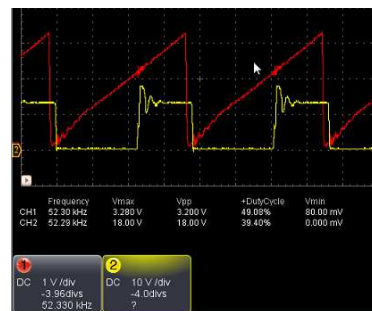 2
Frequency Vmax Vpp +DutyCycle Vmin
CH1 52.30 kHz 3.280 V 3.200 V 49.08% 80.00 mV
CH2 52.29 kHz 18.00 V 18.00 V 39.40% 0.000 mV
1 2
DC 1 V /div DC 10 V /div
-3.96divs -4.0divs
52.330 kHz ?